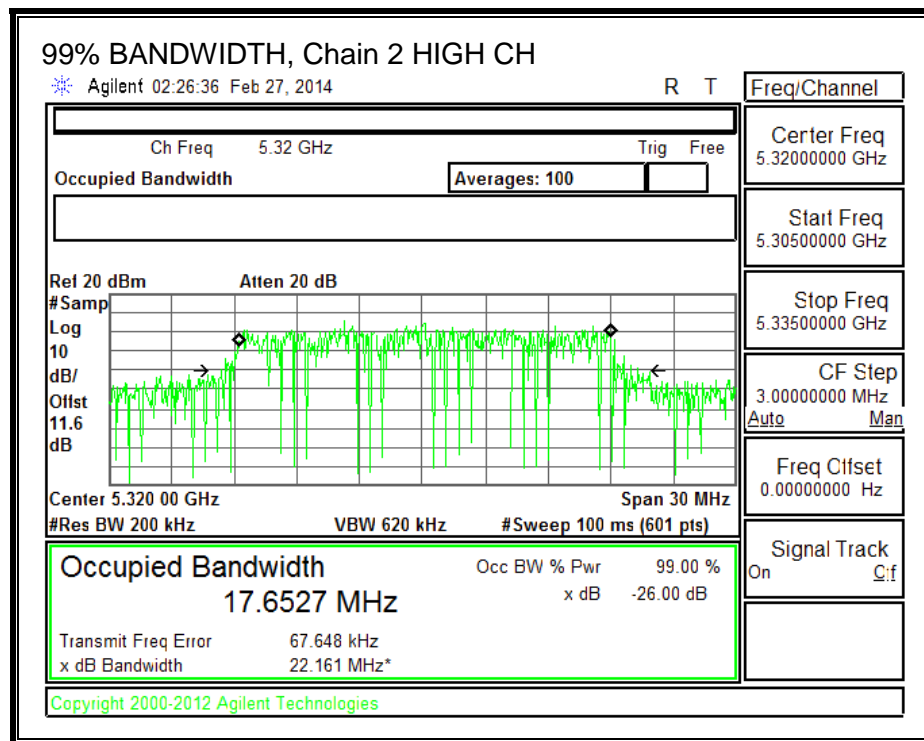 99% BANDWIDTH, Chain 2 HIGH CH
Agilent 02:26:36 Feb 27, 2014 R T
Freq/Channel
Ch Freq 5.32 GHz Trig Free
Occupied Bandwidth Averages: 100
Center Freq
5.32000000 GHz
Start Freq
5.30500000 GHz
Stop Freq
5.33500000 GHz
CF Step
3.00000000 MHz
Auto Man
Freq Offset
0.00000000 Hz
Signal Track
On Off
Ref 20 dBm Atten 20 dB
#Samp
Log
10
dB/
Offst
11.6
dB
Center 5.320 00 GHz Span 30 MHz
#Res BW 200 kHz VBW 620 kHz #Sweep 100 ms (601 pts)
Occupied Bandwidth
17.6527 MHz
Occ BW % Pwr 99.00 %
x dB -26.00 dB
Transmit Freq Error 67.648 kHz
x dB Bandwidth 22.161 MHz*
Copyright 2000-2012 Agilent Technologies